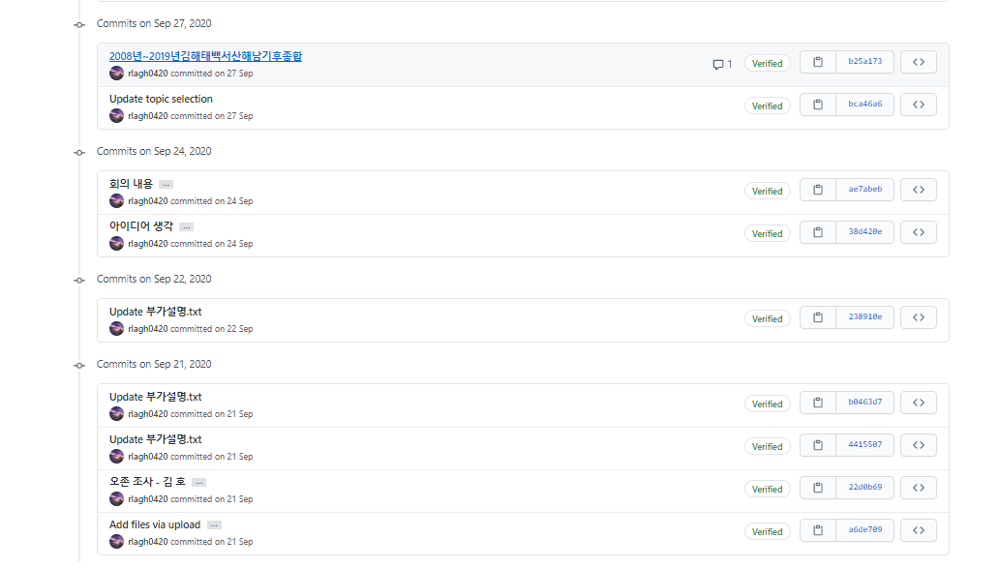 Commits on Sep 27, 2020
2008년~2019년김해태백서산해남기후종합
rlagh0420 committed on 27 Sep
1
Verified
b25a173
Update topic selection
rlagh0420 committed on 27 Sep
Verified
bca46a6
Commits on Sep 24, 2020
회의 내용 ...
rlagh0420 committed on 24 Sep
Verified
ae7abeb
아이디어 생각 ...
rlagh0420 committed on 24 Sep
Verified
38d420e
Commits on Sep 22, 2020
Update 부가설명.txt
rlagh0420 committed on 22 Sep
Verified
238910e
Commits on Sep 21, 2020
Update 부가설명.txt
rlagh0420 committed on 21 Sep
Verified
b0463d7
Update 부가설명.txt
rlagh0420 committed on 21 Sep
Verified
4415507
오존 조사 - 김 호 ...
rlagh0420 committed on 21 Sep
Verified
22d0b69
Add files via upload ...
rlagh0420 committed on 21 Sep
Verified
a6de709